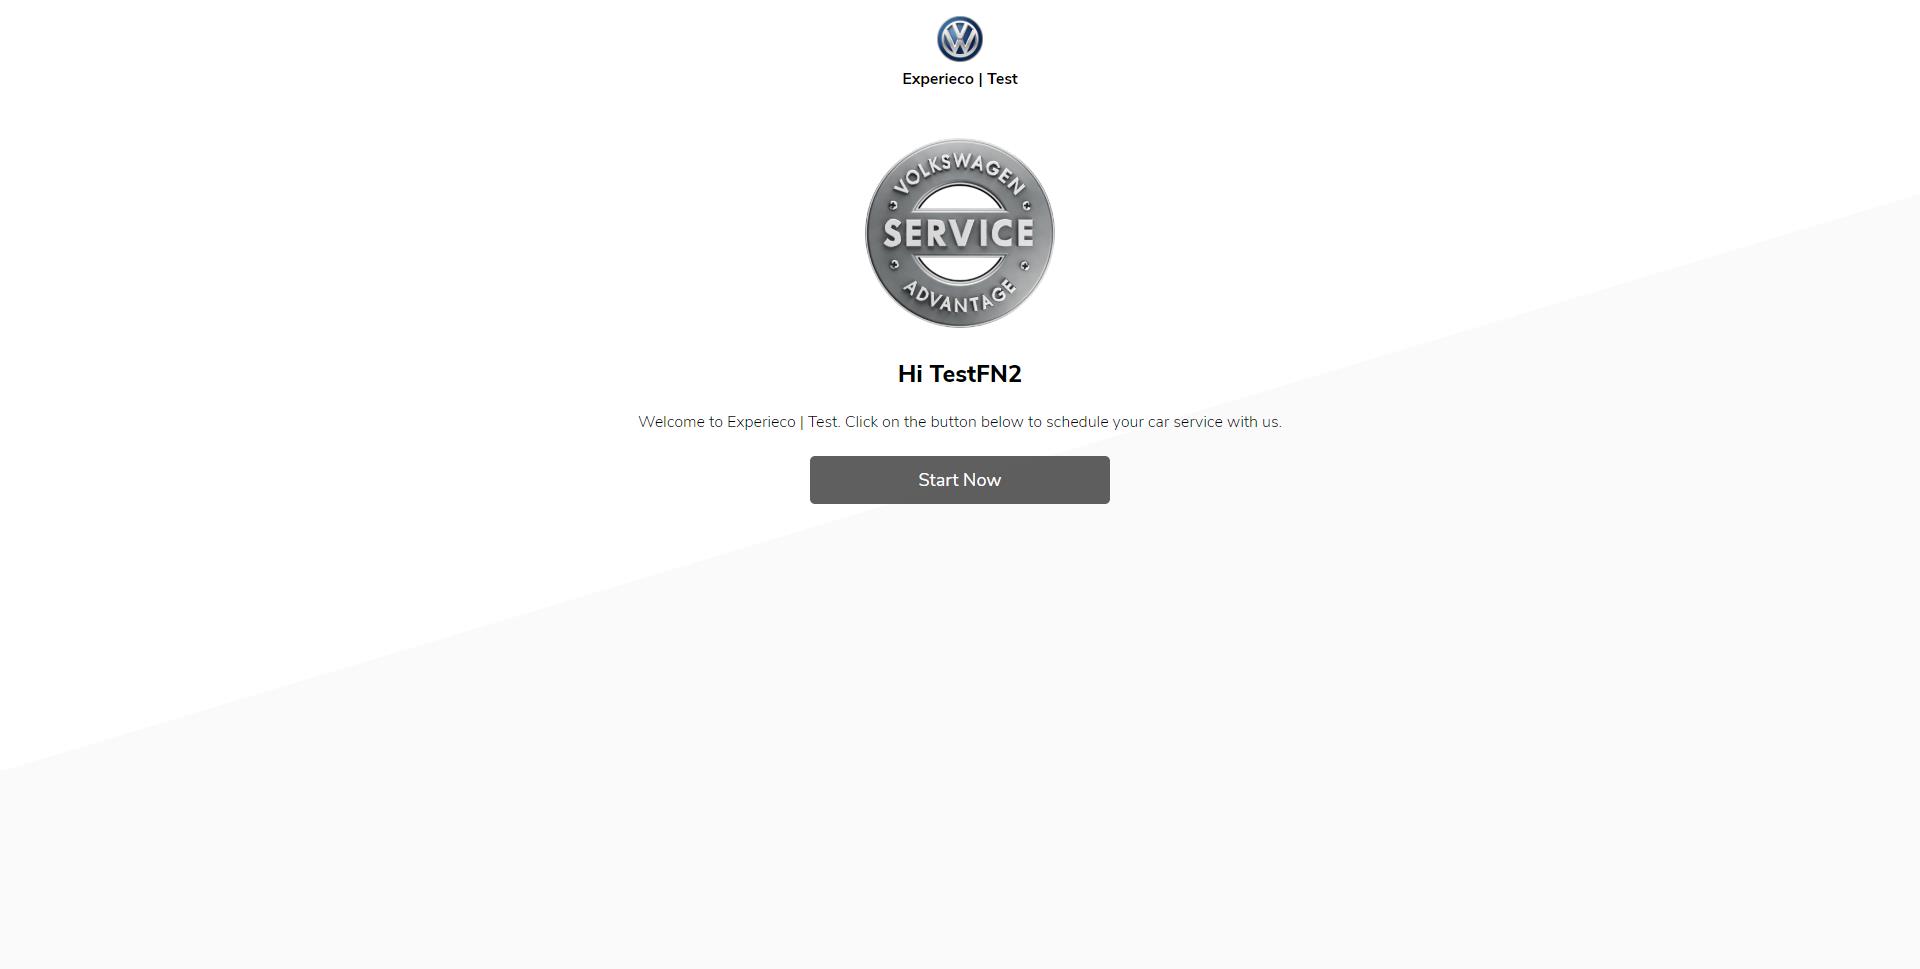 Experieco | Test
VOLKSWAGEN
SERVICE
ADVANTAGE
Hi TestFN2
Welcome to Experieco | Test. Click on the button below to schedule your car service with us.
Start Now